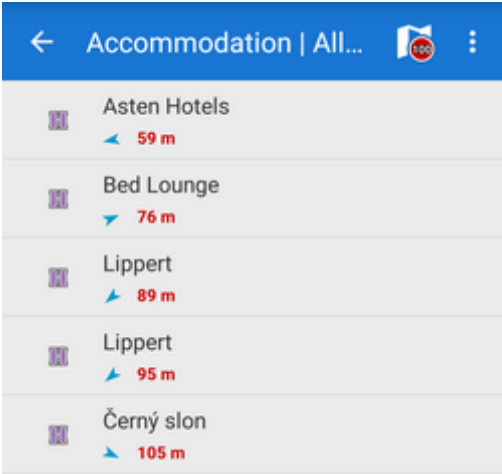 Accommodation | All...
100
Asten Hotels
59 m
Bed Lounge
76 m
Lippert
89 m
Lippert
95 m
Černý slon
105 m